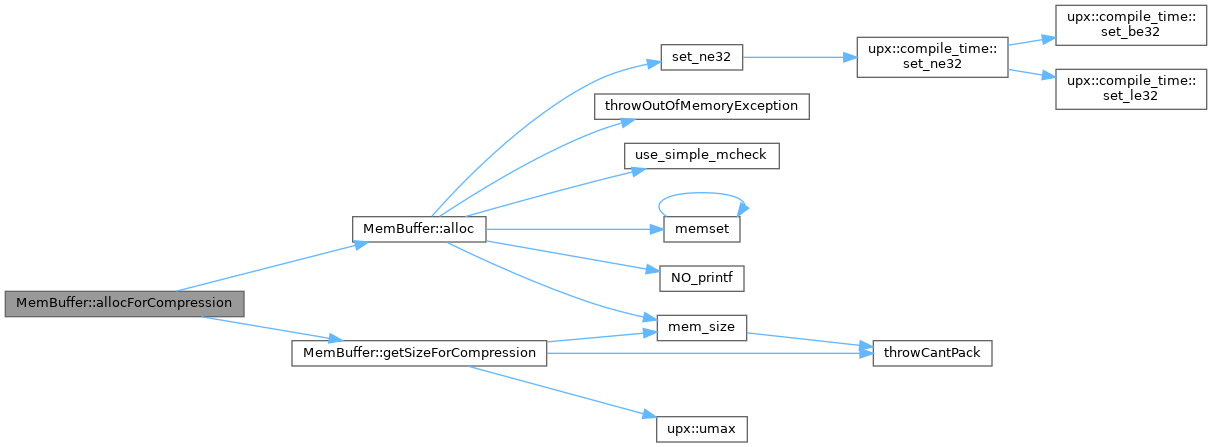 upx::compile_time::
set_be32
set_ne32
upx::compile_time::
set_ne32
upx::compile_time::
set_le32
throwOutOfMemoryException
use_simple_mcheck
MemBuffer::alloc
memset
NO_printf
MemBuffer::allocForCompression
mem_size
MemBuffer::getSizeForCompression
throwCantPack
upx::umax